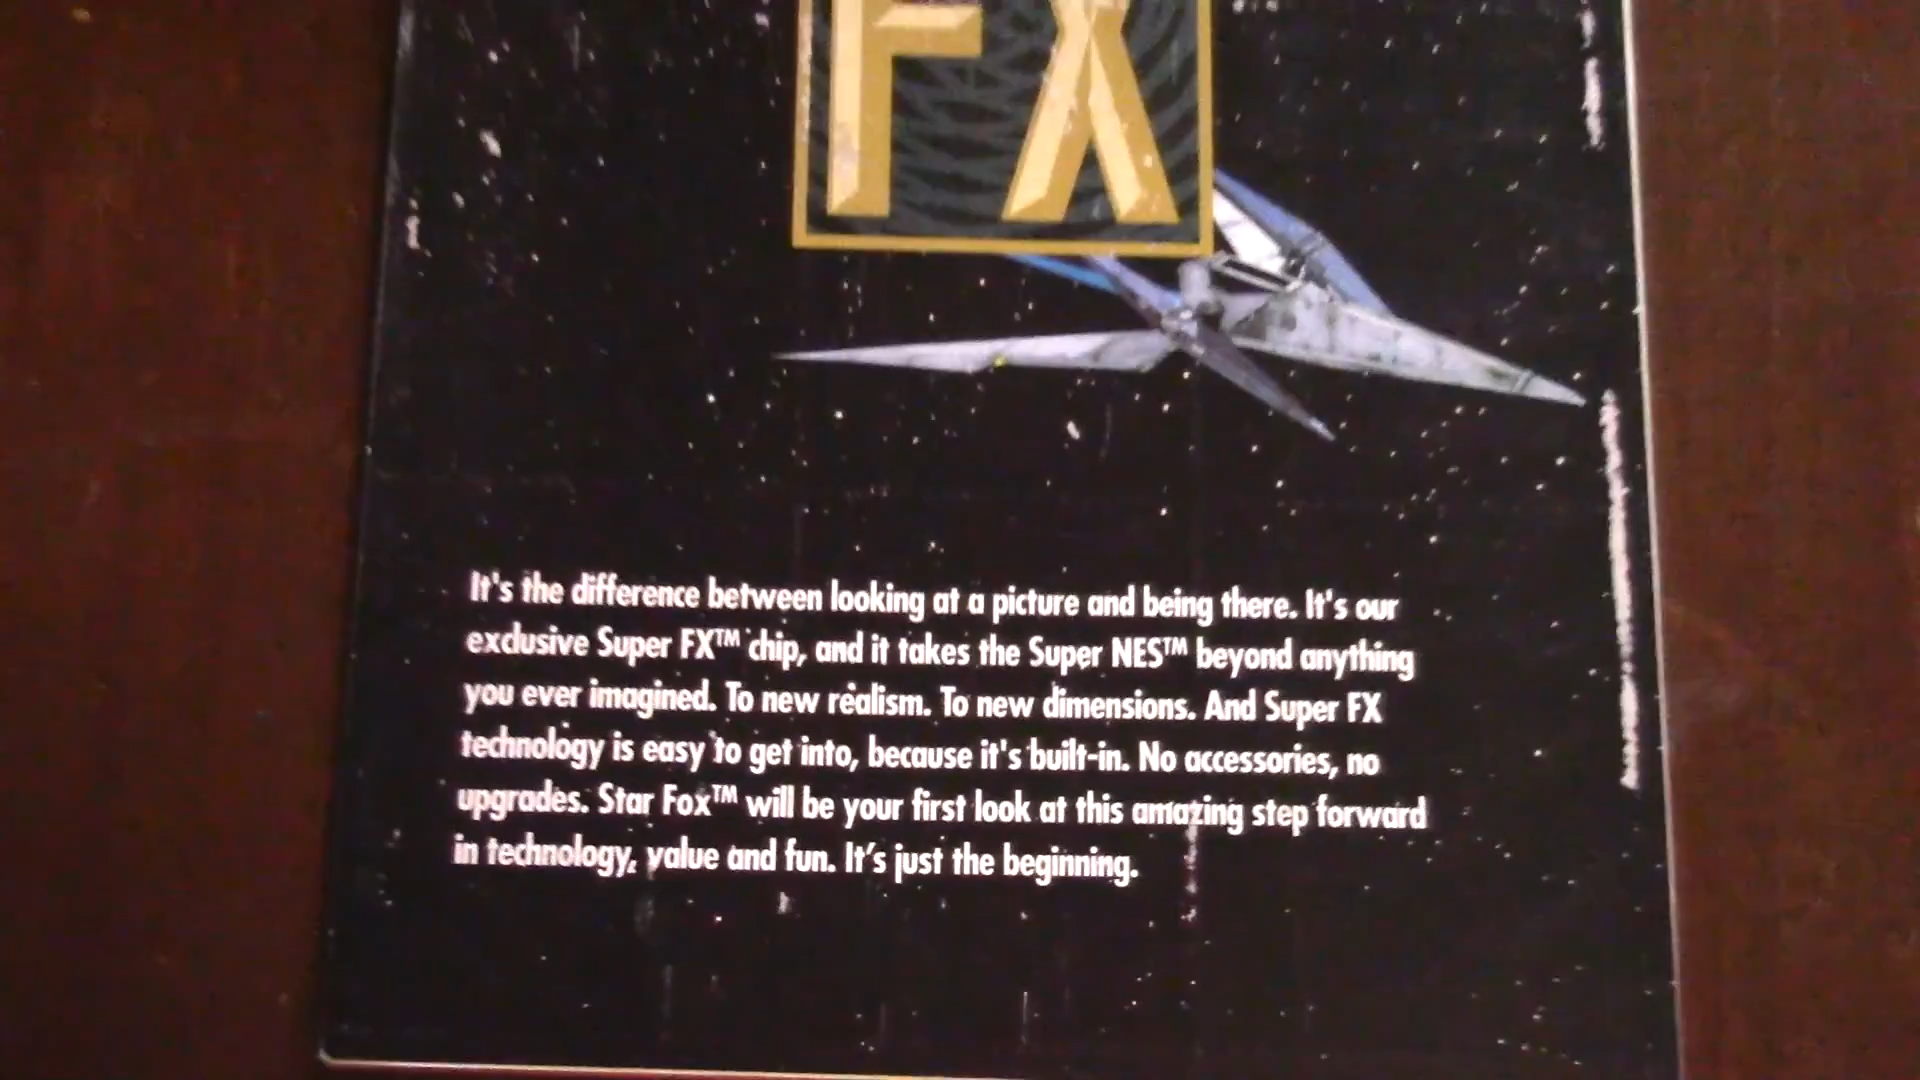 FX
It's the difference between looking at a picture and being there. It's our
exclusive Super FX™ chip, and it takes the Super NES™ beyond anything
you ever imagined. To new realism. To new dimensions. And Super FX
technology is easy to get into, because it's built-in. No accessories, no
upgrades. Star Fox™ will be your first look at this amazing step forward
in technology, value and fun. It's just the beginning.